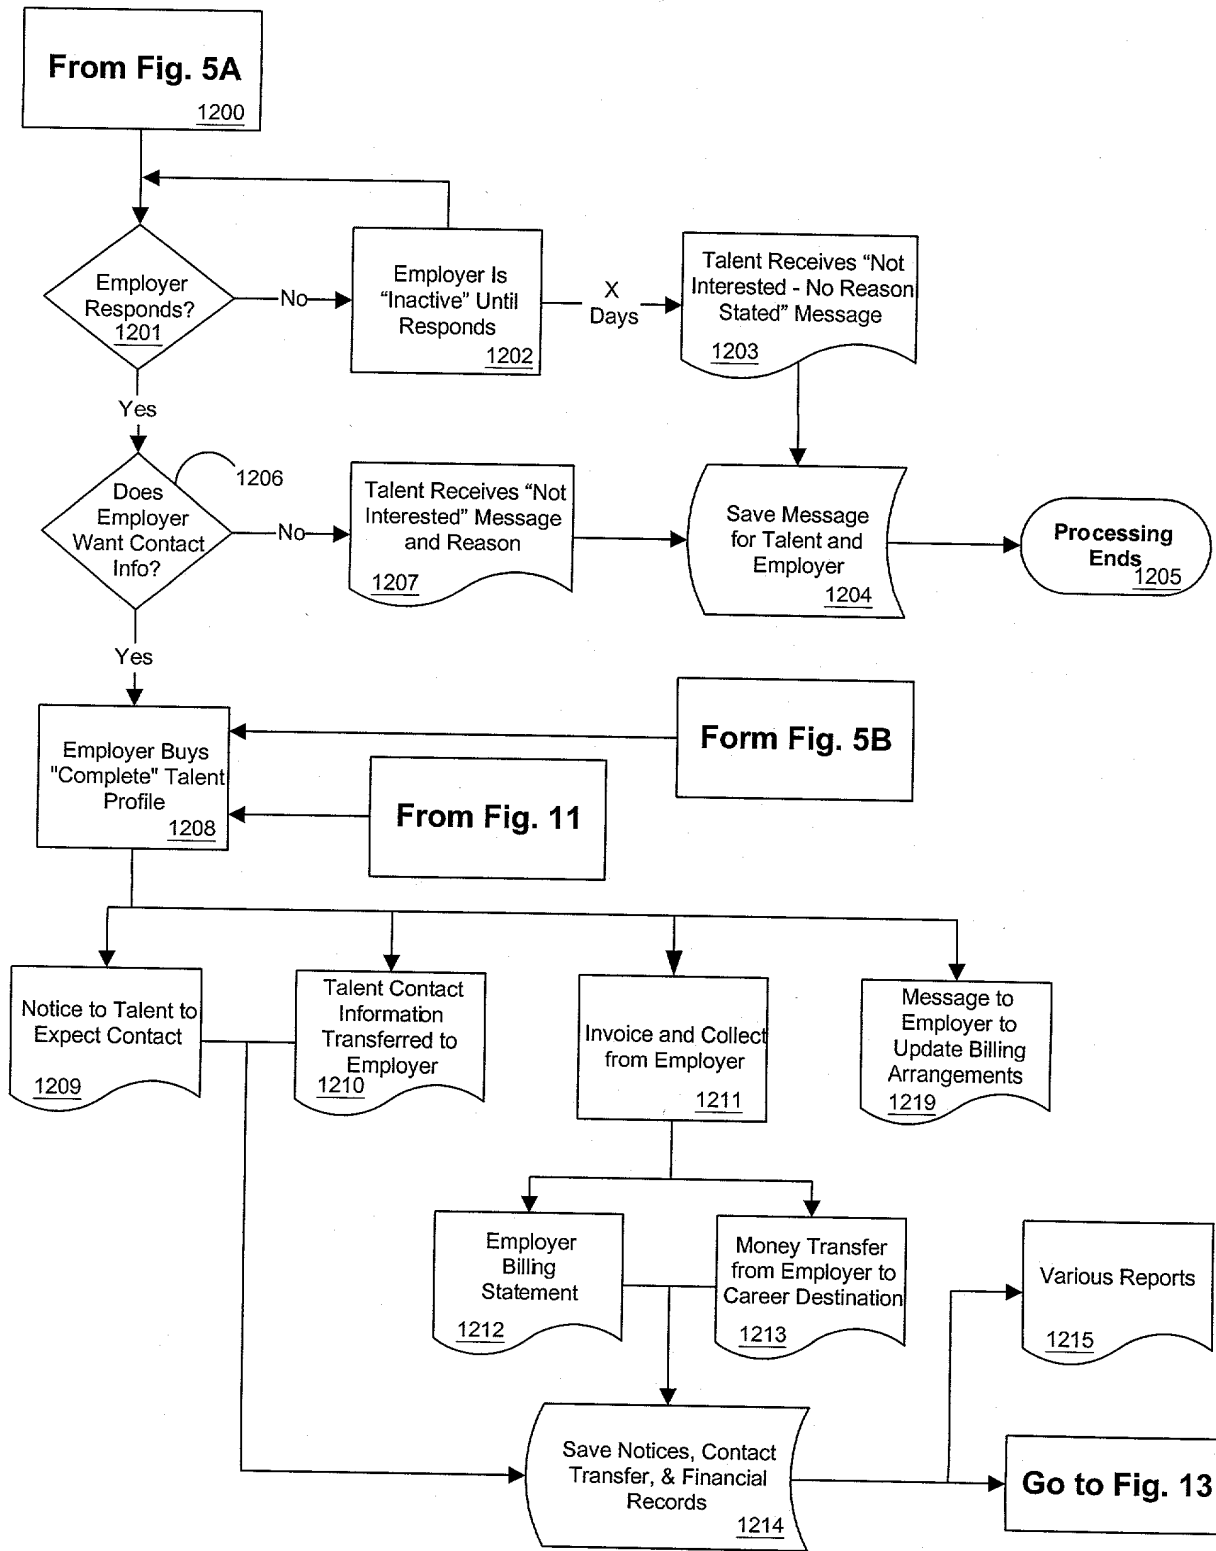 From Fig. 5A
1200
Employer
Responds?
1201
No
Employer Is
“Inactive” Until
Responds
1202
X
Days
Talent Receives “Not
Interested - No Reason
Stated” Message
1203
Yes
1206
Does
Employer
Want Contact
Info?
No
Talent Receives “Not
Interested” Message
and Reason
1207
Save Message
for Talent and
Employer
1204
Processing
Ends
1205
Yes
Employer Buys
"Complete" Talent
Profile
1208
Form Fig. 5B
From Fig. 11
Notice to Talent to
Expect Contact
1209
Talent Contact
Information
Transferred to
Employer
1210
Invoice and Collect
from Employer
1211
Message to
Employer to
Update Billing
Arrangements
1219
Employer
Billing
Statement
1212
Money Transfer
from Employer to
Career Destination
1213
Various Reports
1215
Save Notices, Contact
Transfer, & Financial
Records
1214
Go to Fig. 13